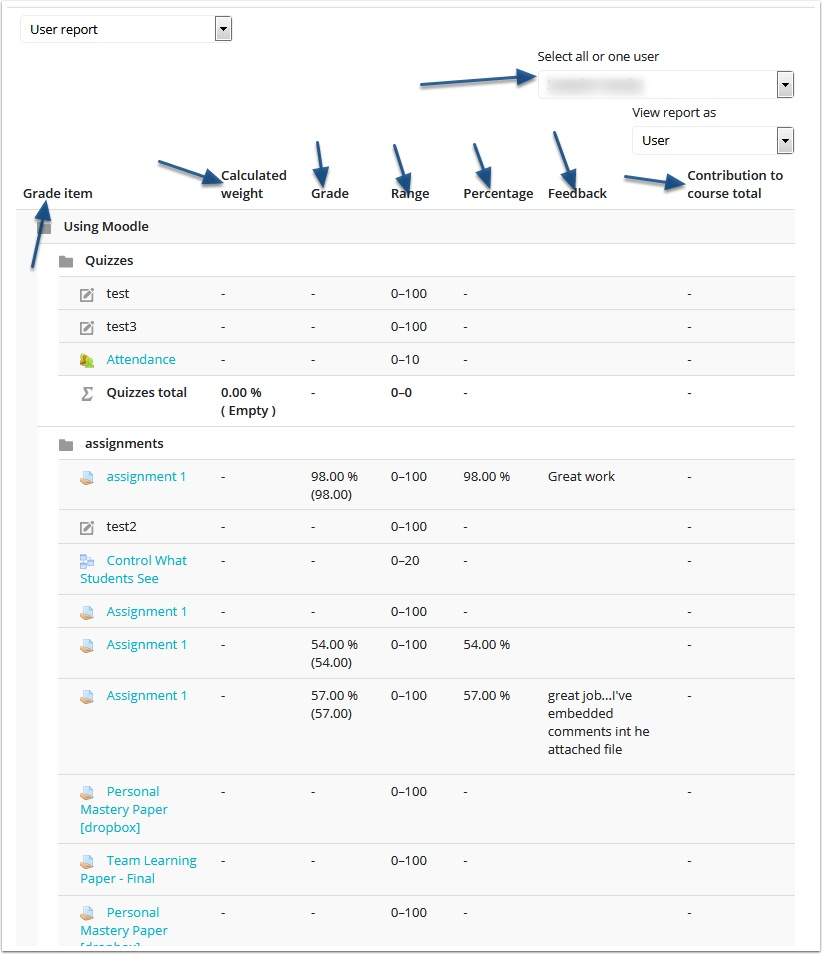 User report
Select all or one user
View report as
User
Grade item Calculated weight Grade Range Percentage Feedback Contribution to course total
Using Moodle
Quizzes
test - - 0–100 - -
test3 - - 0–100 - -
Attendance - - 0–10 - -
Quizzes total 0.00 % - 0–0 - -
( Empty )
assignments
assignment 1 - 98.00 % 0–100 98.00 % Great work -
(98.00)
test2 - - 0–100 - -
Control What - - 0–20 - -
Students See
Assignment 1 - - 0–100 - -
Assignment 1 - 54.00 % 0–100 54.00 % -
(54.00)
Assignment 1 - 57.00 % 0–100 57.00 % great job...I've -
(57.00) embedded
comments int he
attached file
Personal - - 0–100 - -
Mastery Paper
[dropbox]
Team Learning - - 0–100 - -
Paper - Final
Personal - - 0–100 - -
Mastery Paper
[dropbox]